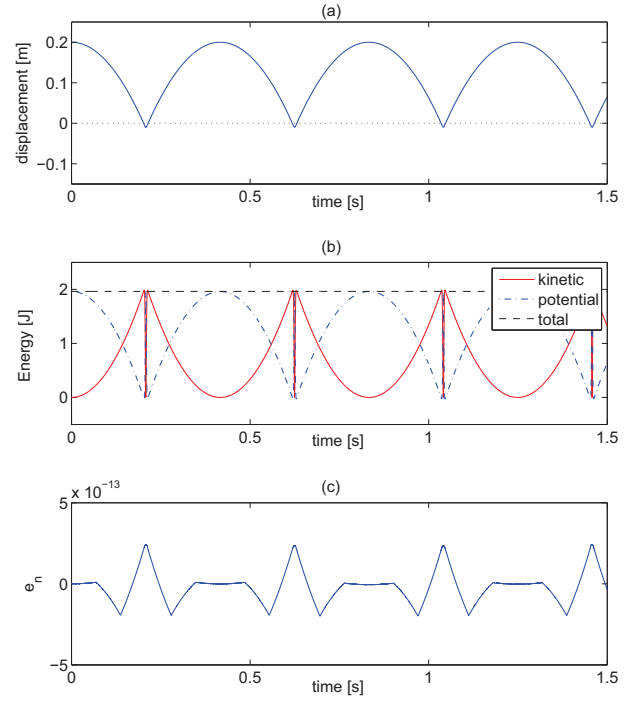 (a)
displacement [m]
0.2
0.1
0
−0.1
0
0.5
1
1.5
time [s]
(b)
Energy [J]
2
1
0
kinetic
potential
total
0
0.5
1
1.5
time [s]
x 10−13
(c)
e_n
5
0
−5
0
0.5
1
1.5
time [s]